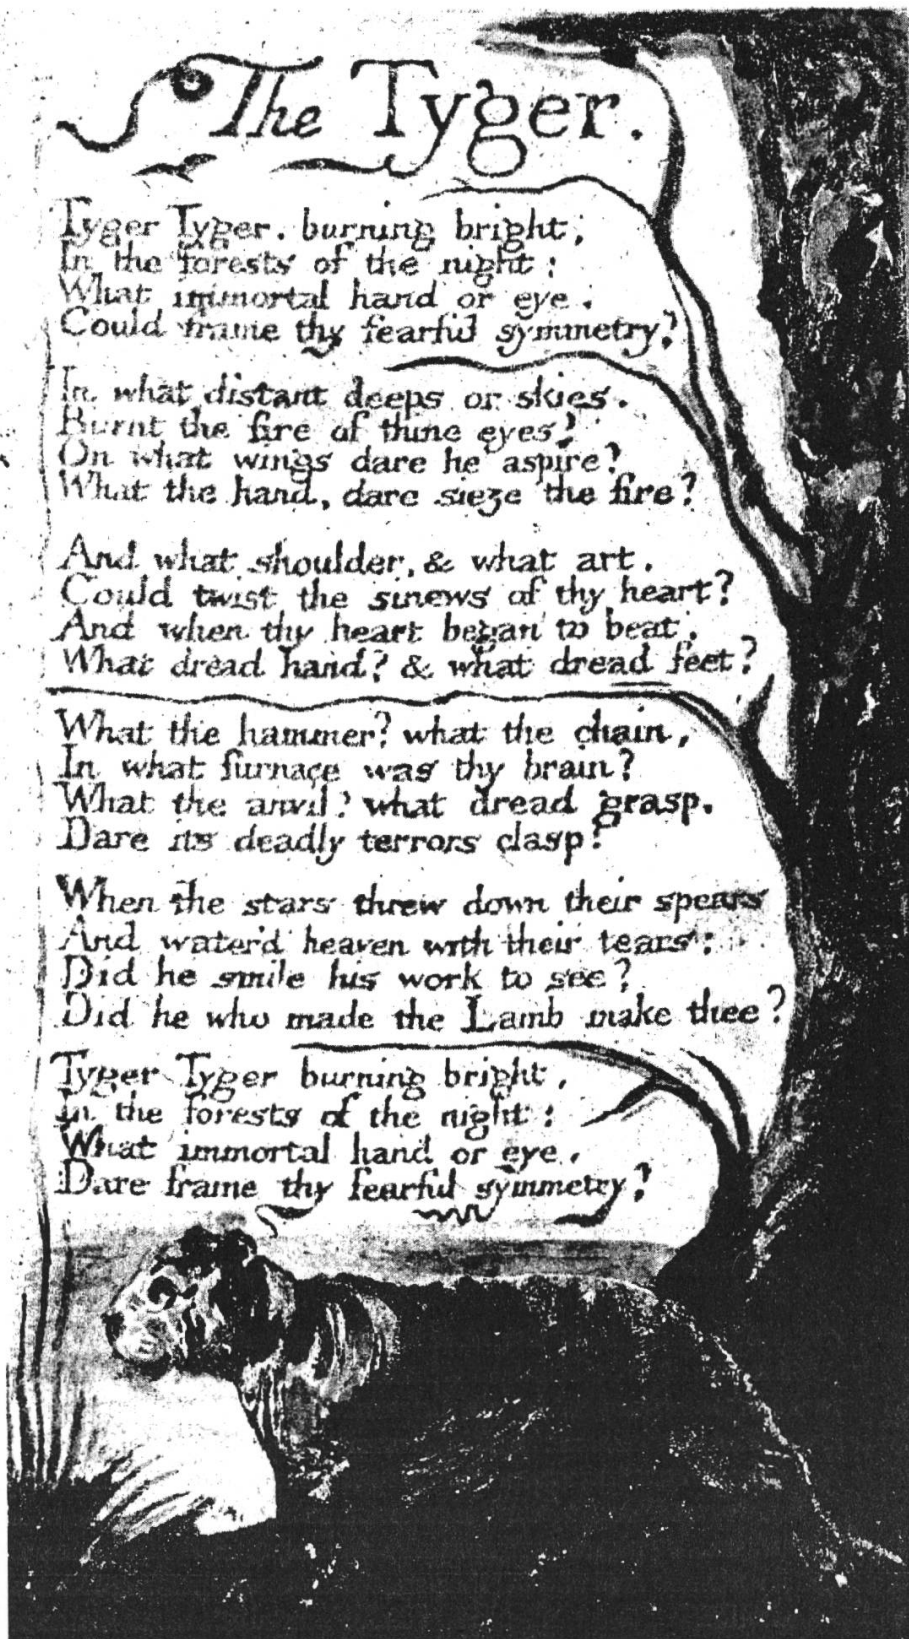 The Tyger.
Tyger Tyger. burning bright,
In the forests of the night:
What immortal hand or eye.
Could frame thy fearful symmetry?
In what distant deeps or skies.
Burnt the fire of thine eyes?
On what wings dare he aspire?
What the hand, dare sieze the fire?
And what shoulder, & what art.
Could twist the sinews of thy heart?
And when thy heart began to beat,
What dread hand? & what dread feet?
What the hammer? what the chain,
In what furnace was thy brain?
What the anvil? what dread grasp.
Dare its deadly terrors clasp?
When the stars threw down their spears
And water'd heaven with their tears:
Did he smile his work to see?
Did he who made the Lamb make thee?
Tyger Tyger burning bright,
In the forests of the night:
What immortal hand or eye.
Dare frame thy fearful symmetry?